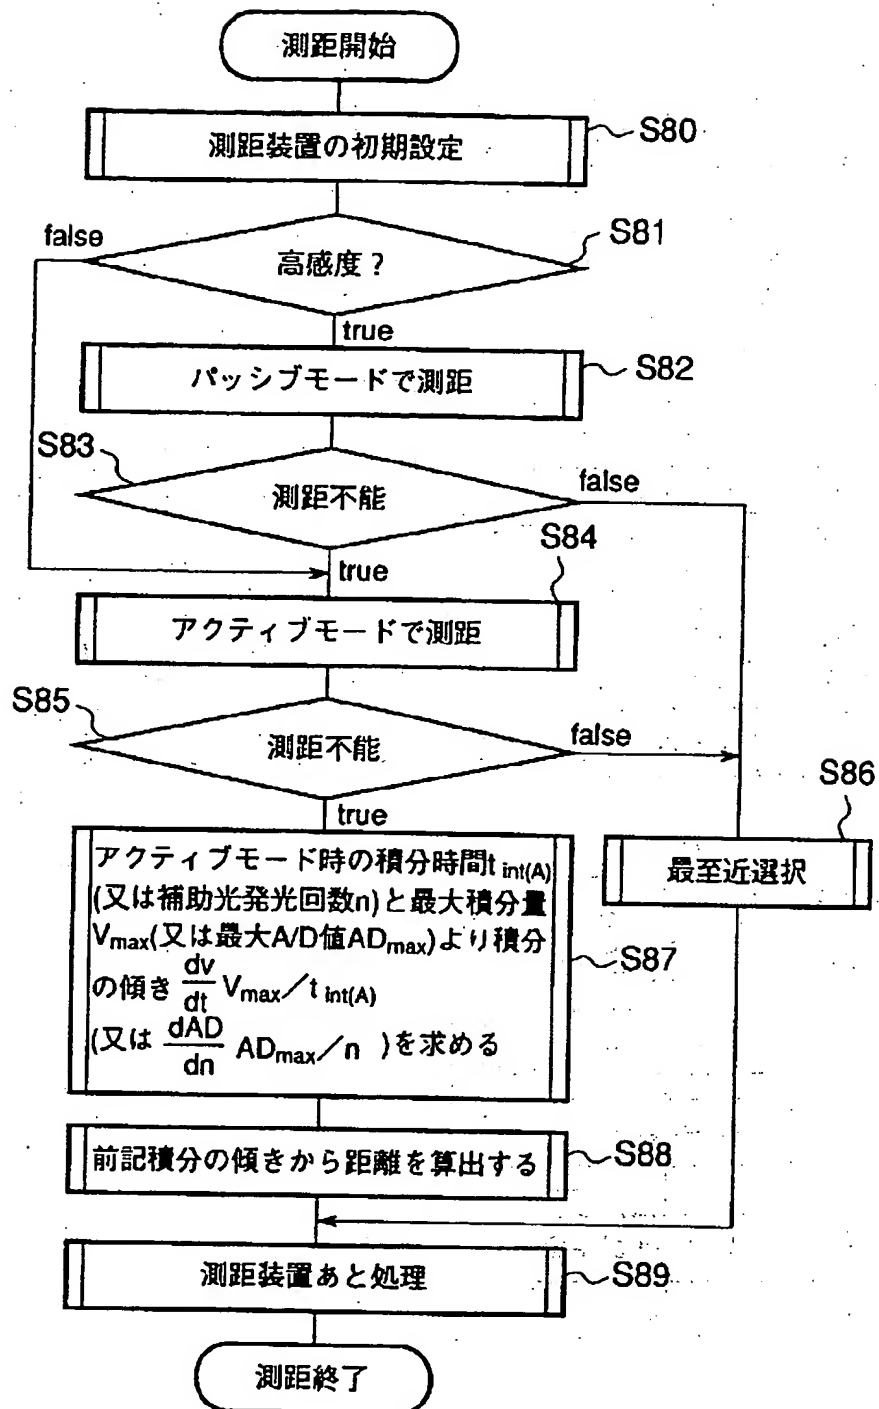 測距開始
測距装置の初期設定
S80
false
高感度?
S81
true
パッシブモードで測距
S82
S83
測距不能
false
true
S84
アクティブモードで測距
S85
測距不能
false
true
S86
最至近選択
アクティブモード時の積分時間t int(A)
(又は補助光発光回数n)と最大積分量
Vmax(又は最大A/D値ADmax)より積分
の傾き dv/dt Vmax/t int(A)
(又は dAD/dn ADmax/n )を求める
S87
前記積分の傾きから距離を算出する
S88
測距装置あと処理
S89
測距終了